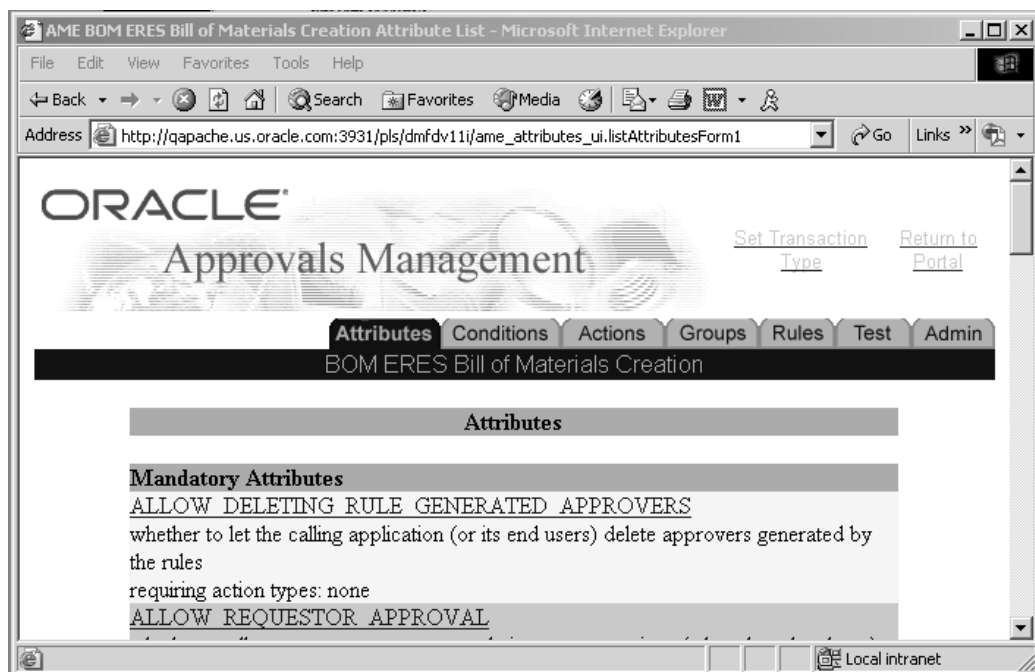 AME BOM ERES Bill of Materials Creation Attribute List - Microsoft Internet Explorer
File Edit View Favorites Tools Help
Back Search Favorites Media
Address http://qapache.us.oracle.com:3931/pls/dmfdv11i/ame_attributes_ui.listAttributesForm1 Go Links »
ORACLE
Approvals Management
Set Transaction Type
Return to Portal
Attributes Conditions Actions Groups Rules Test Admin
BOM ERES Bill of Materials Creation
Attributes
Mandatory Attributes
ALLOW_DELETING_RULE_GENERATED_APPROVERS
whether to let the calling application (or its end users) delete approvers generated by
the rules
requiring action types: none
ALLOW_REQUESTOR_APPROVAL
Local intranet